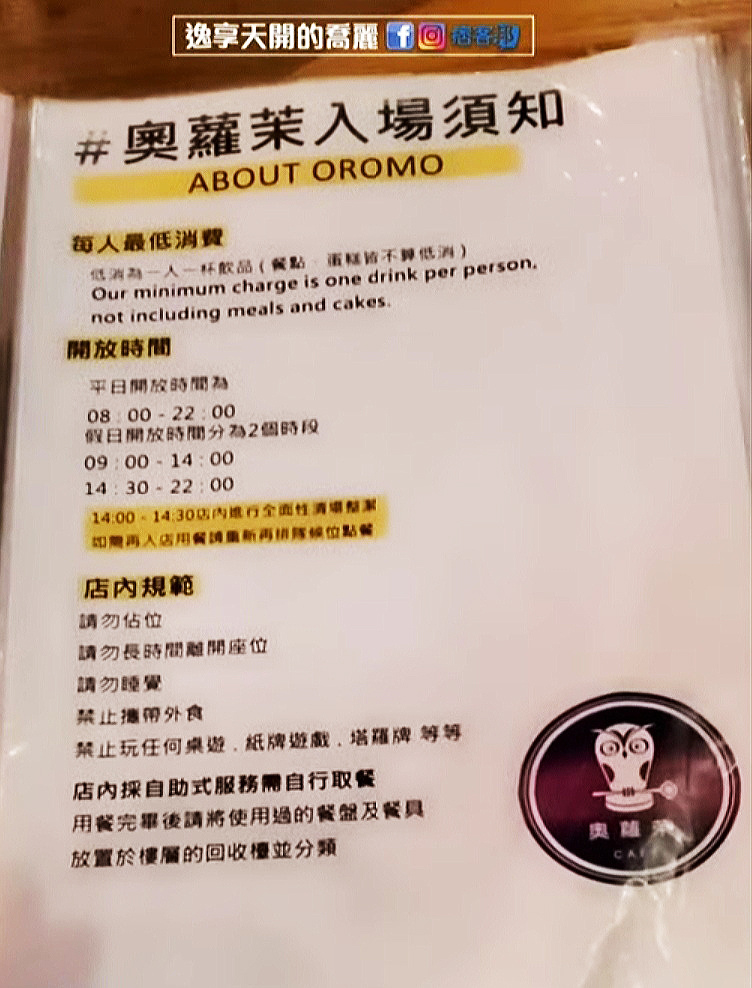 逸享天開的喬麗 痞客邦
#奧蘿茉入場須知
ABOUT OROMO
每人最低消費
低消為一人一杯飲品(餐點、蛋糕皆不算低消)
Our minimum charge is one drink per person,
not including meals and cakes.
開放時間
平日開放時間為
08:00 - 22:00
假日開放時間分為2個時段
09:00 - 14:00
14:30 - 22:00
14:00 - 14:30店內進行全面性清場整潔
如需再入店用餐請重新再排隊候位點餐
店內規範
請勿佔位
請勿長時間離開座位
請勿睡覺
禁止攜帶外食
禁止玩任何桌遊.紙牌遊戲.塔羅牌 等等
店內採自助式服務需自行取餐
用餐完畢後請將使用過的餐盤及餐具
放置於樓層的回收檯並分類
奧蘿茉